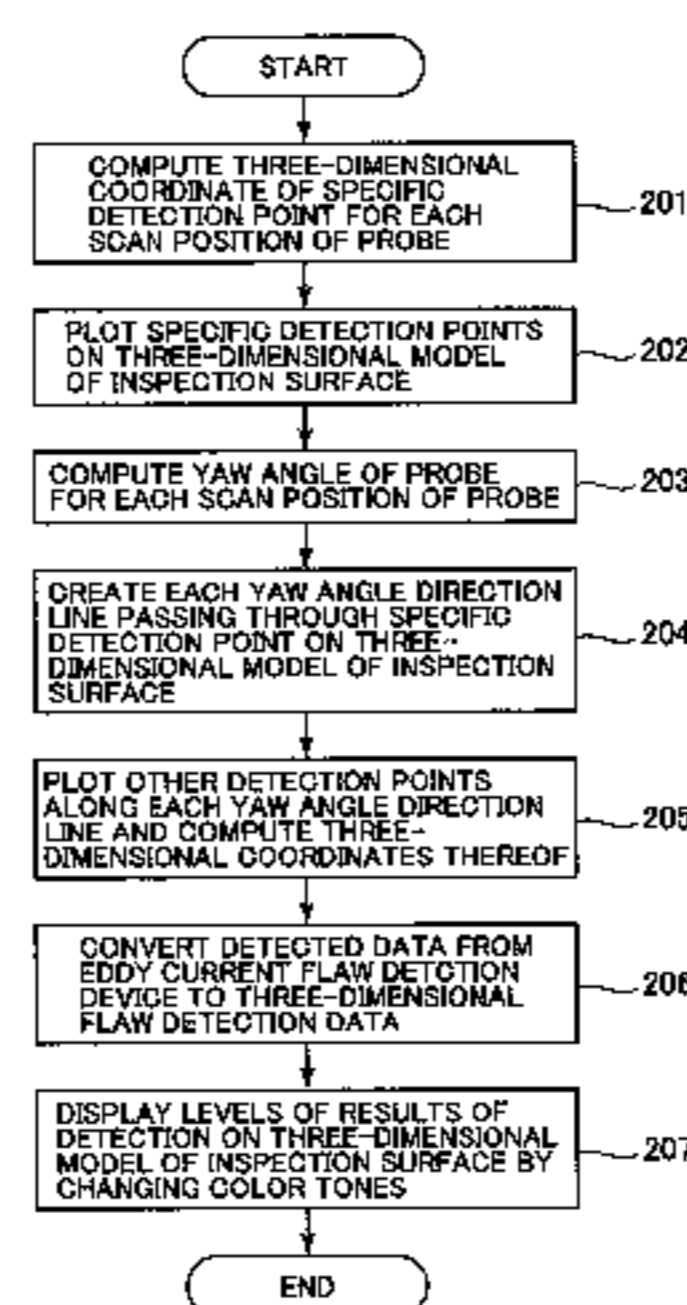 START
COMPUTE THREE-DIMENSIONAL
COORDINATE OF SPECIFIC
DETECTION POINT FOR EACH
SCAN POSITION OF PROBE
201
PLOT SPECIFIC DETECTION POINTS
ON THREE-DIMENSIONAL MODEL
OF INSPECTION SURFACE
202
COMPUTE YAW ANGLE OF PROBE
FOR EACH SCAN POSITION OF PROBE
203
CREATE EACH YAW ANGLE DIRECTION
LINE PASSING THROUGH SPECIFIC
DETECTION POINT ON THREE-
DIMENSIONAL MODEL OF INSPECTION
SURFACE
204
PLOT OTHER DETECTION POINTS
ALONG EACH YAW ANGLE DIRECTION
LINE AND COMPUTE THREE-
DIMENSIONAL COORDINATES THEREOF
205
CONVERT DETECTED DATA FROM
EDDY CURRENT FLAW DETCTION
DEVICE TO THREE-DIMENSIONAL
FLAW DETECTION DATA
206
DISPLAY LEVELS OF RESULTS OF
DETECTION ON THREE-DIMENSIONAL
MODEL OF INSPECTION SURFACE BY
CHANGING COLOR TONES
207
END